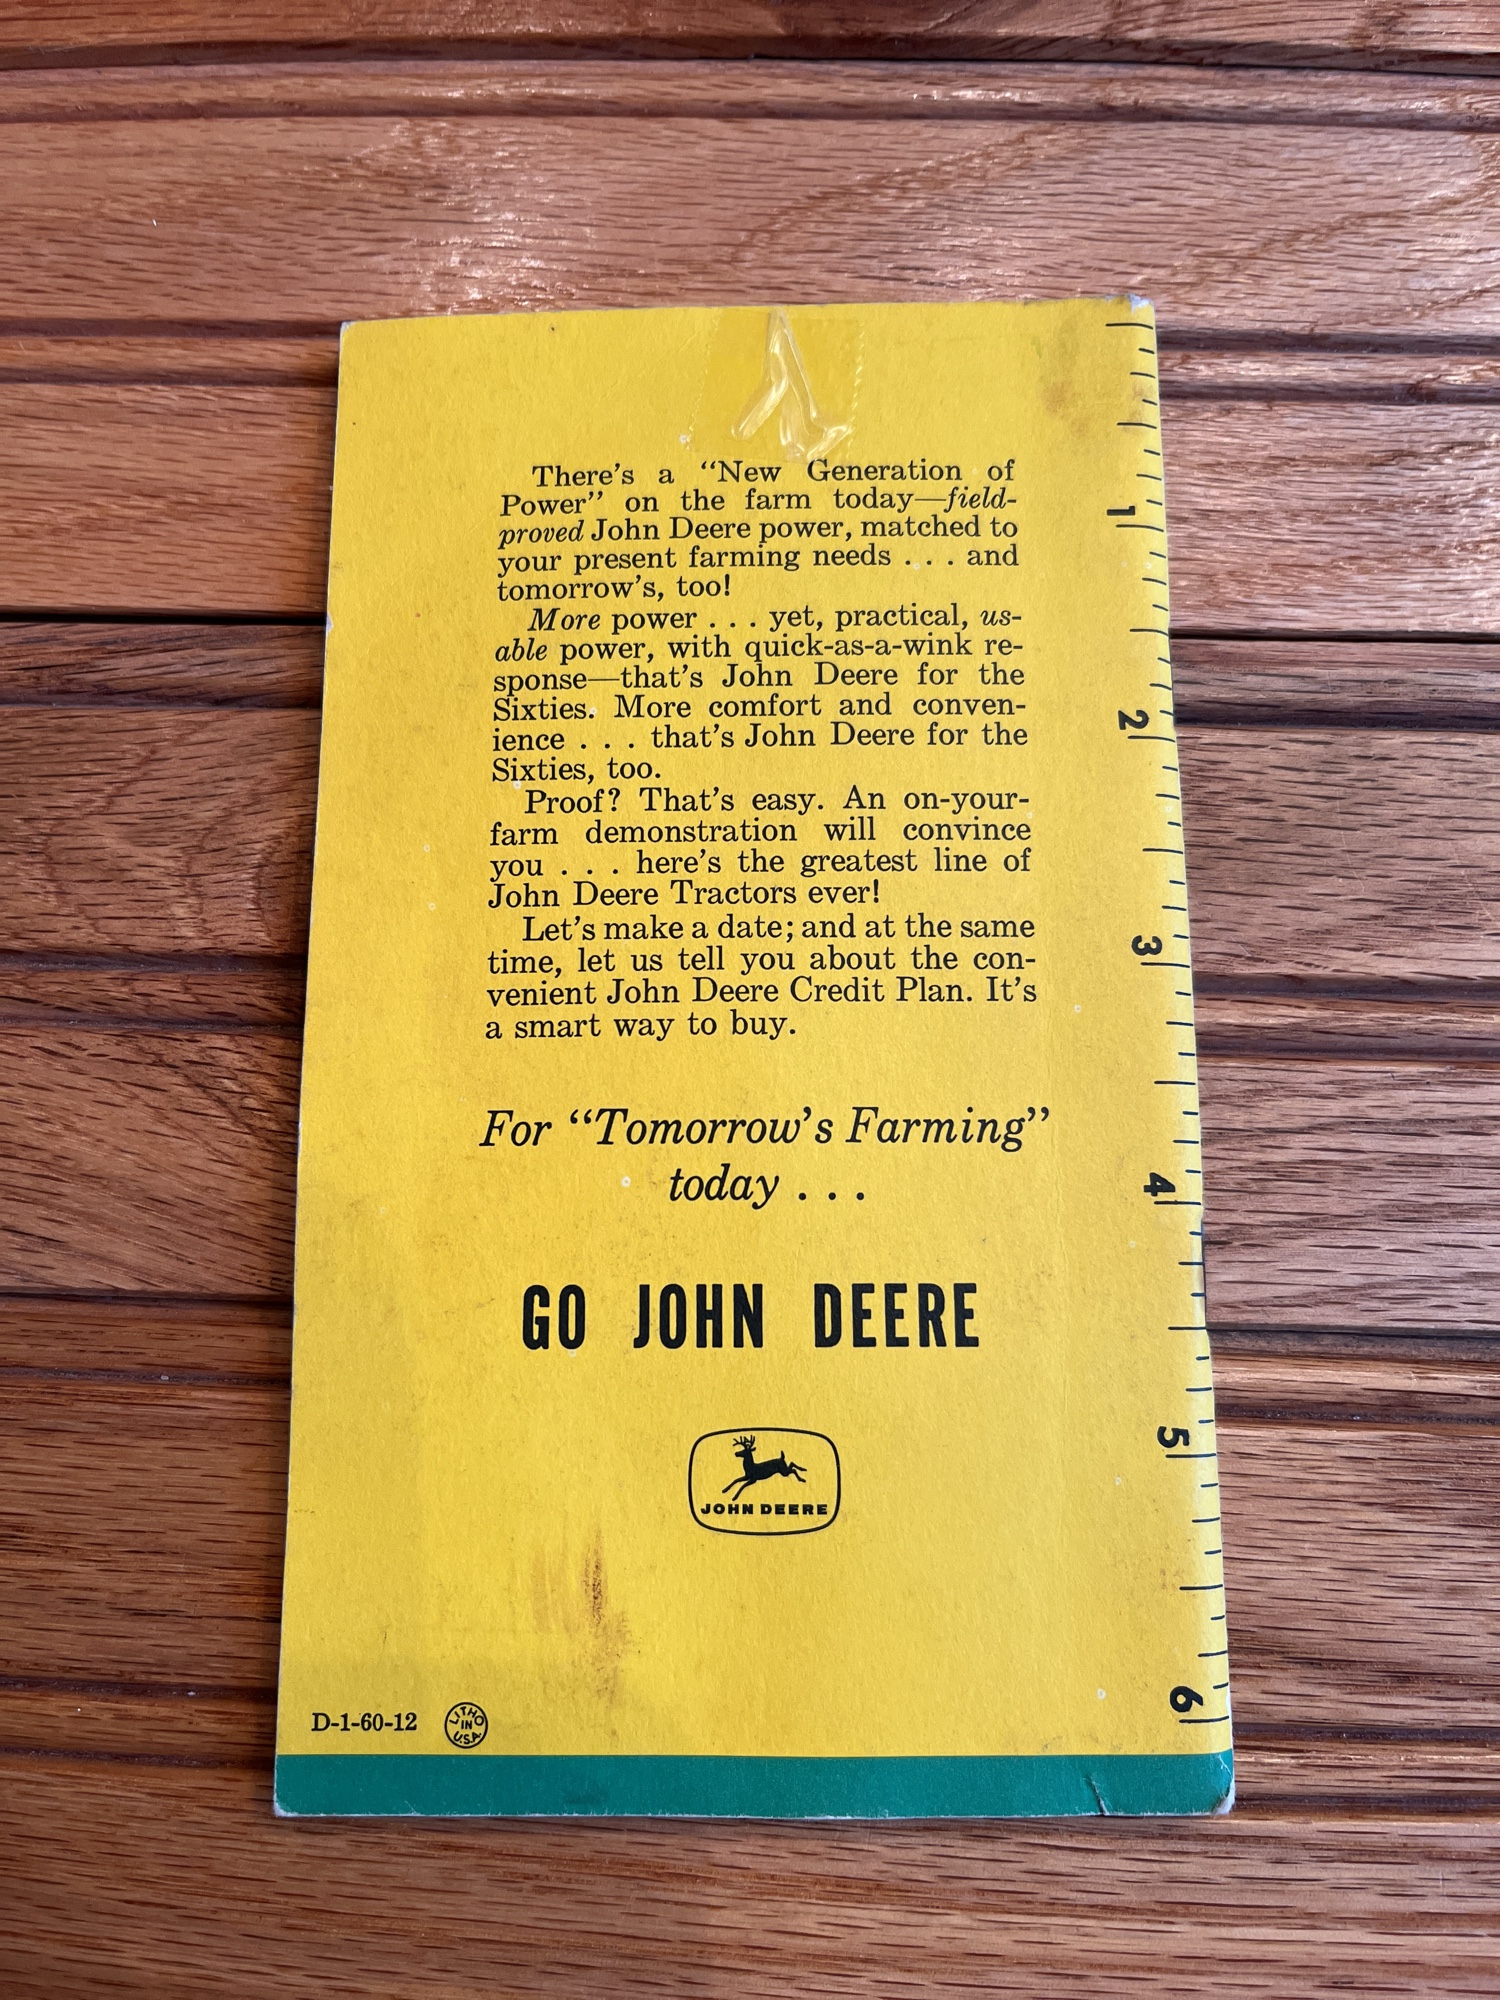 There's a “New Generation of
Power” on the farm today—field-
proved John Deere power, matched to
your present farming needs . . . and
tomorrow's, too!
More power . . . yet, practical, us-
able power, with quick-as-a-wink re-
sponse—that's John Deere for the
Sixties. More comfort and conven-
ience . . . that's John Deere for the
Sixties, too.
Proof? That's easy. An on-your-
farm demonstration will convince
you . . . here's the greatest line of
John Deere Tractors ever!
Let's make a date; and at the same
time, let us tell you about the con-
venient John Deere Credit Plan. It's
a smart way to buy.
For “Tomorrow's Farming”
today . . .
GO JOHN DEERE
JOHN DEERE
D-1-60-12
LITHO
IN
U.S.A.
1
2
3
4
5
6